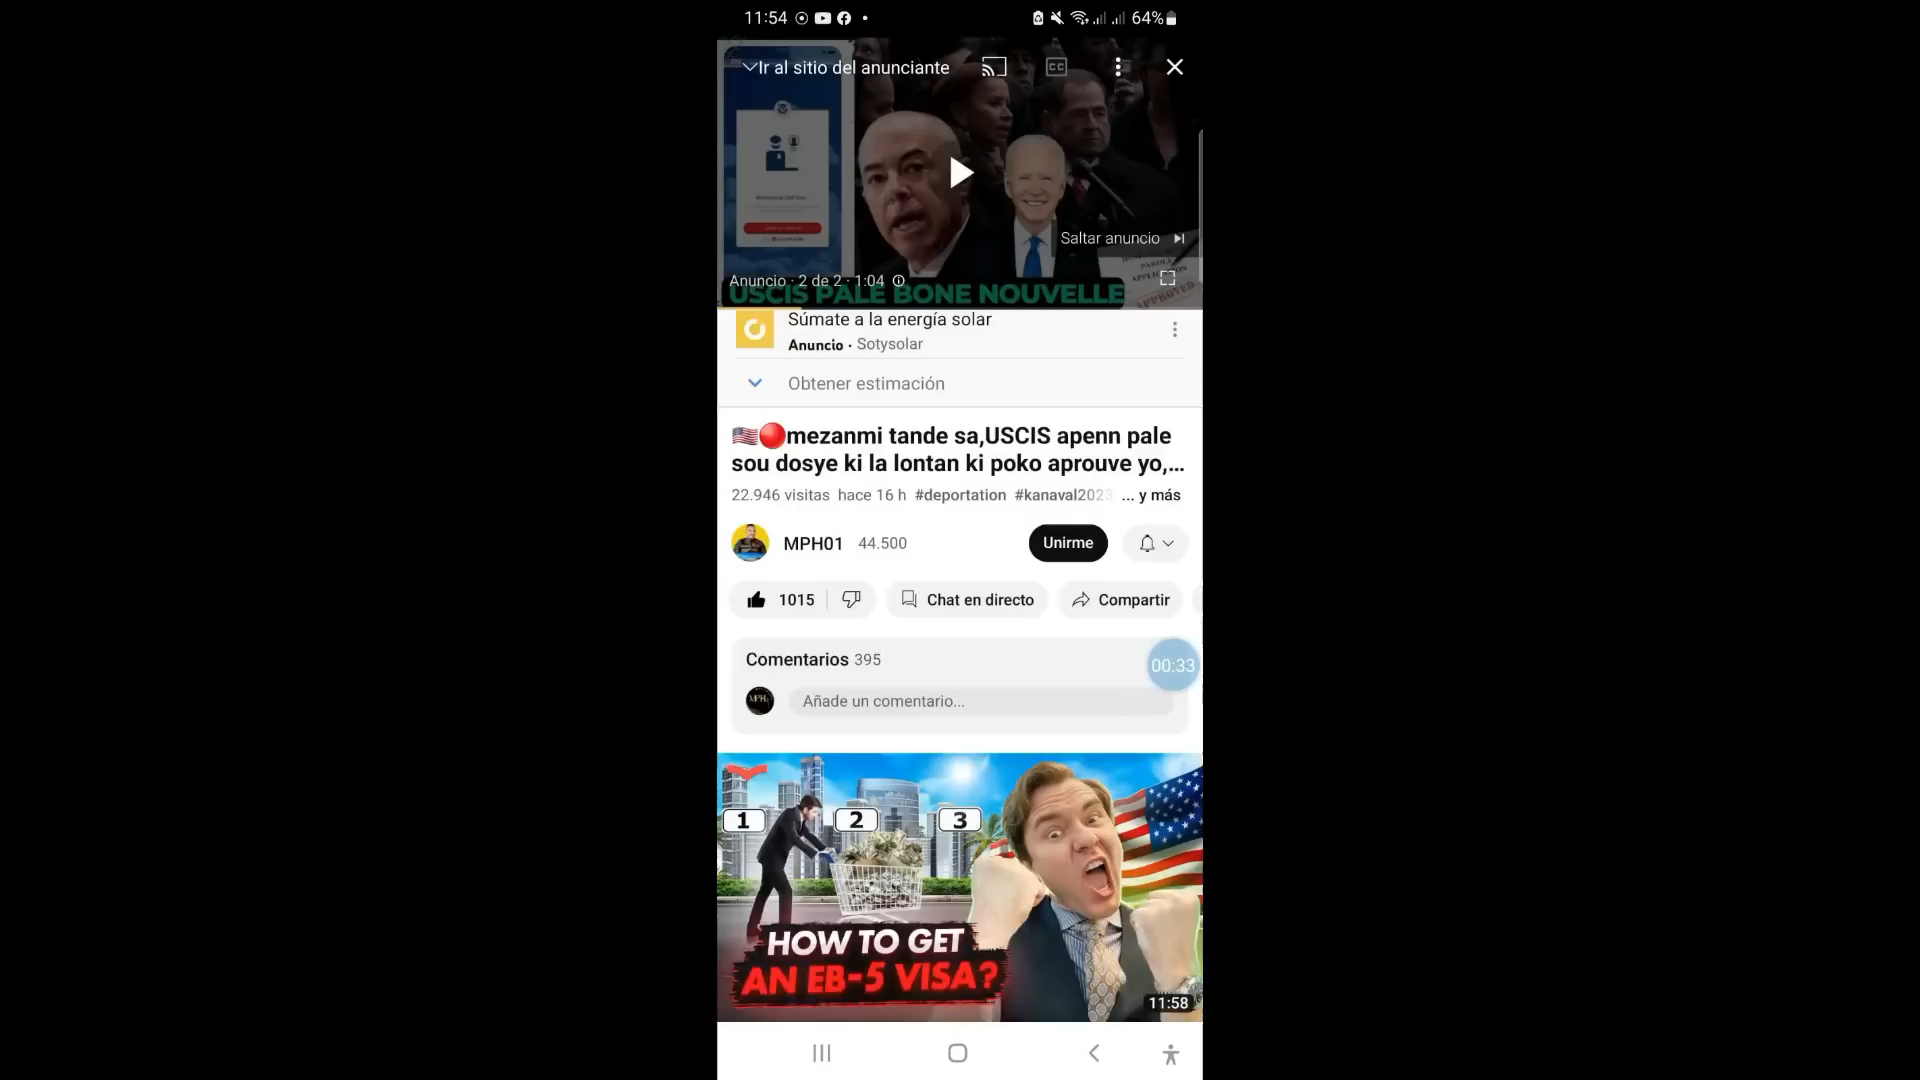 11:54
64%
Ir al sitio del anunciante
CC
Saltar anuncio
Anuncio · 2 de 2 · 1:04
PAROLE
APPROVED
USCIS PALE BONE NOUVELLE
Súmate a la energía solar
Anuncio · Sotysolar
Obtener estimación
🇺🇸🔴mezanmi tande sa,USCIS apenn pale
sou dosye ki la lontan ki poko aprouve yo,...
22.946 visitas hace 16 h #deportation #kanaval2023 ... y más
MPH01 44.500
Unirme
1015
Chat en directo
Compartir
Comentarios 395
00:33
Añade un comentario...
1 2 3
HOW TO GET
AN EB-5 VISA?
11:58